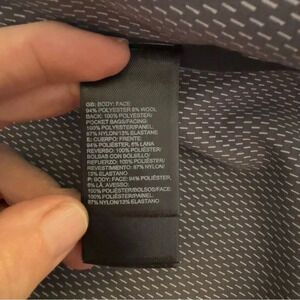 GB: BODY: FACE:
94% POLYESTER 6% WOOL
BACK: 100% POLYESTER/
POCKET BAGS/FACING:
100% POLYESTER/PANEL:
87% NYLON/13% ELASTANE
E: CUERPO: FRENTE:
94% POLIÉSTER, 6% LANA
REVERSO: 100% POLIÉSTER/
BOLSAS CON BOLSILLO/
REFUERZO: 100% POLIÉSTER/
REVESTIMIENTO: 87% NYLON/
13% ELASTANO
P: BODY: FACE: 94% POLIÉSTER,
6% LÃ, AVESSO:
100% POLIÉSTER/BOLSOS/FACE:
100% POLIÉSTER/PAINEL:
87% NYLON/13% ELASTANO